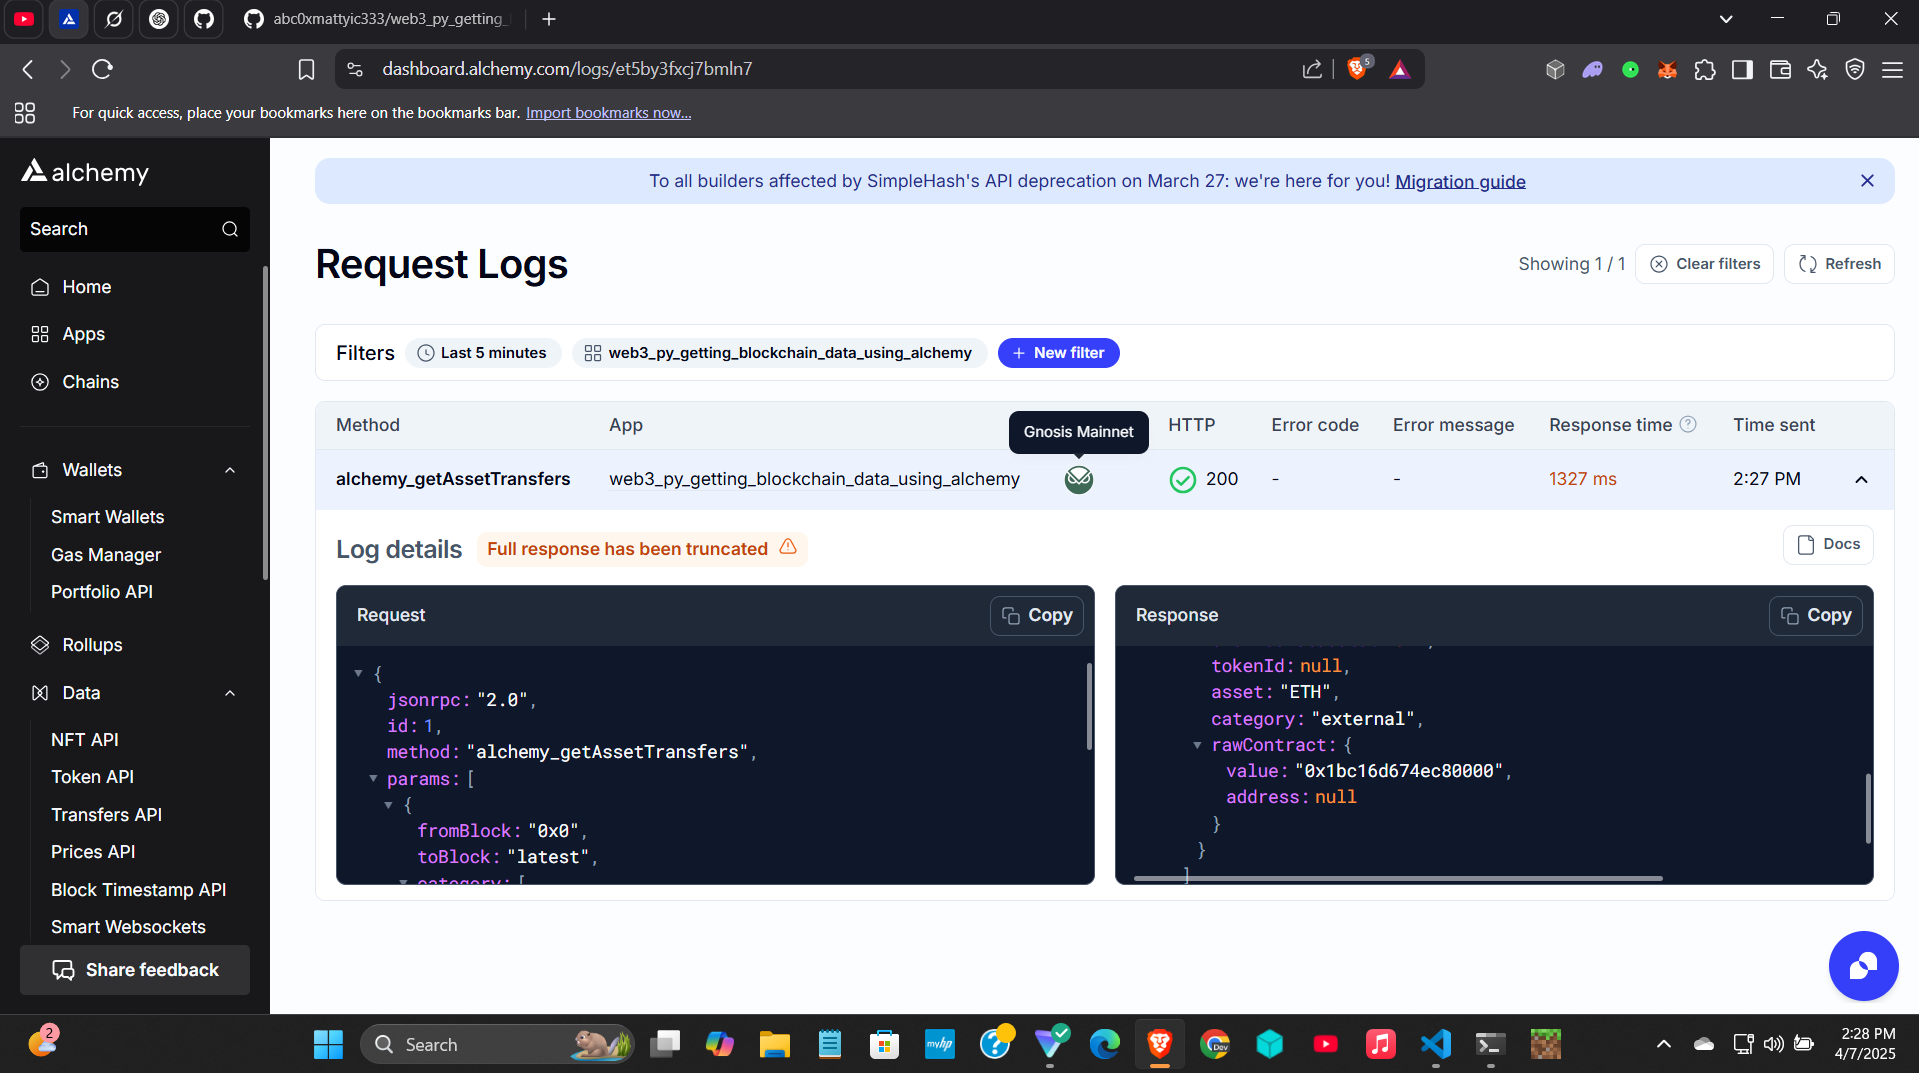 abc0xmattyic333/web3_py_getting_
dashboard.alchemy.com/logs/et5by3fxcj7bmln7
5
For quick access, place your bookmarks here on the bookmarks bar. Import bookmarks now...
alchemy
Search
Home
Apps
Chains
Wallets
Smart Wallets
Gas Manager
Portfolio API
Rollups
Data
NFT API
Token API
Transfers API
Prices API
Block Timestamp API
Smart Websockets
Share feedback
To all builders affected by SimpleHash's API deprecation on March 27: we're here for you! Migration guide
Request Logs
Showing 1 / 1
Clear filters
Refresh
Filters
Last 5 minutes
web3_py_getting_blockchain_data_using_alchemy
+ New filter
Method App HTTP Error code Error message Response time Time sent
Gnosis Mainnet
alchemy_getAssetTransfers web3_py_getting_blockchain_data_using_alchemy 200 - - 1327 ms 2:27 PM
Log details
Full response has been truncated
Docs
Request
Copy
{
jsonrpc: "2.0",
id: 1,
method: "alchemy_getAssetTransfers",
params: [
{
fromBlock: "0x0",
toBlock: "latest",
category: [
Response
Copy
tokenId: null,
asset: "ETH",
category: "external",
rawContract: {
value: "0x1bc16d674ec80000",
address: null
}
}
]
2
Search
myhp
Dev
2:28 PM
4/7/2025